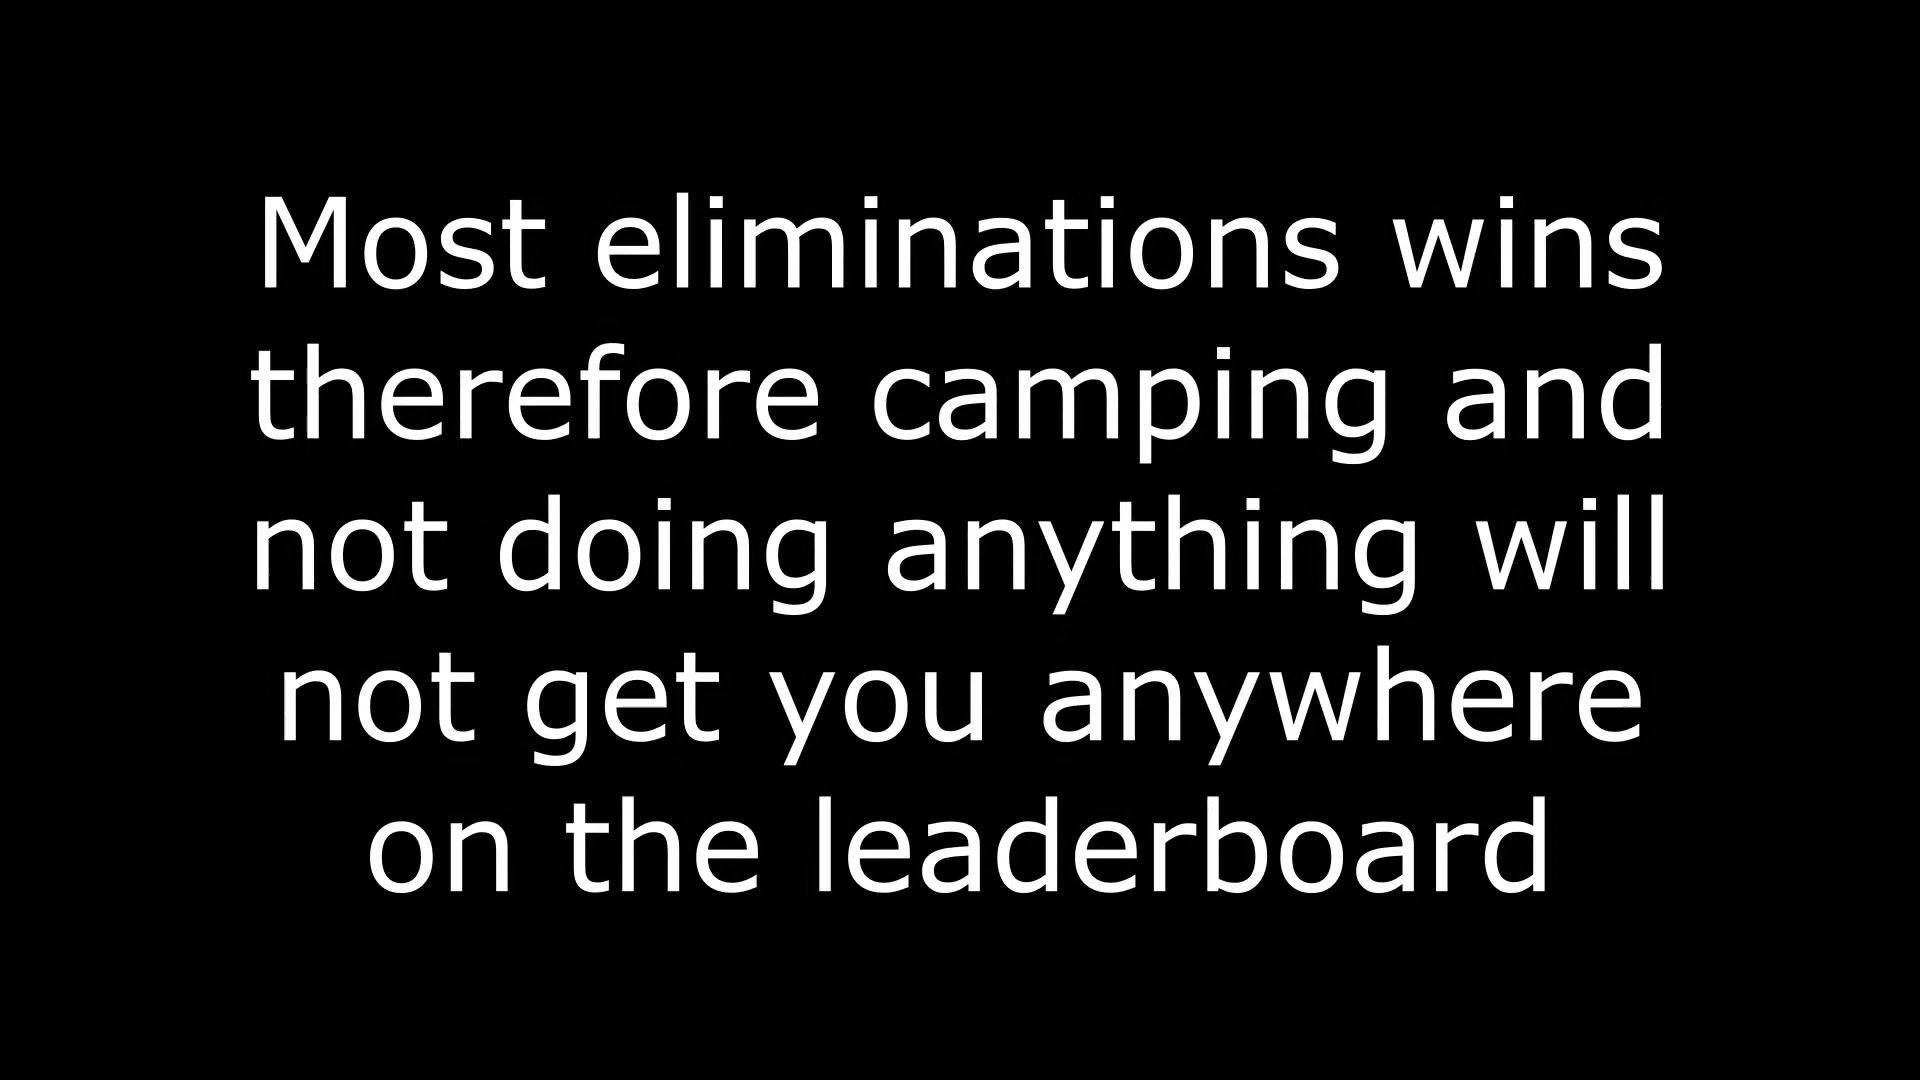 Most eliminations wins
therefore camping and
not doing anything will
not get you anywhere
on the leaderboard